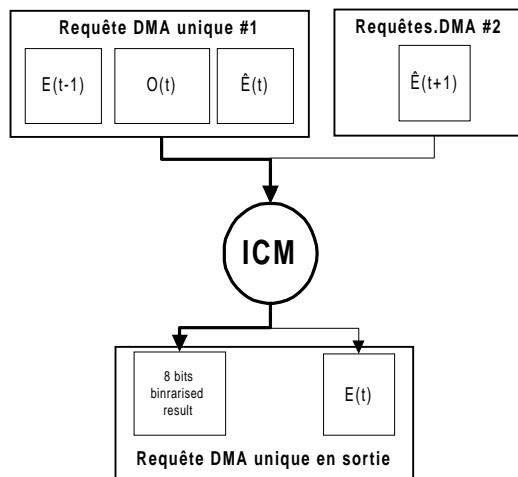 Requête DMA unique #1
Requêtes.DMA #2
E(t-1)
O(t)
Ê(t)
Ê(t+1)
ICM
8 bits
binrarised
result
E(t)
Requête DMA unique en sortie